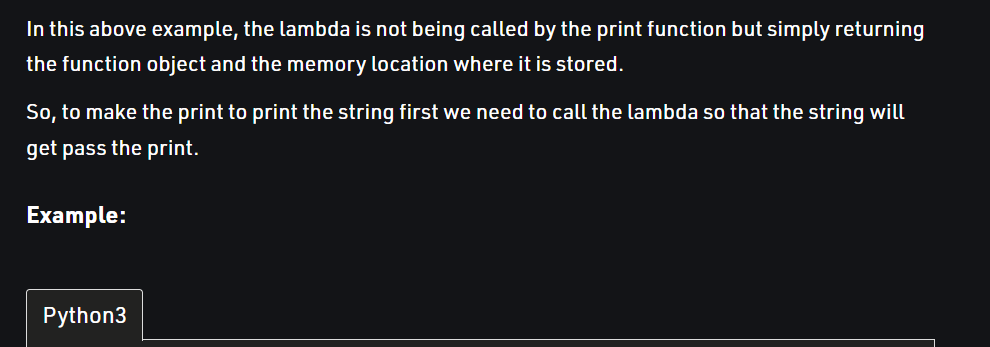 In this above example, the lambda is not being called by the print function but simply returning
the function object and the memory location where it is stored.
So, to make the print to print the string first we need to call the lambda so that the string will
get pass the print.
Example:
Python3